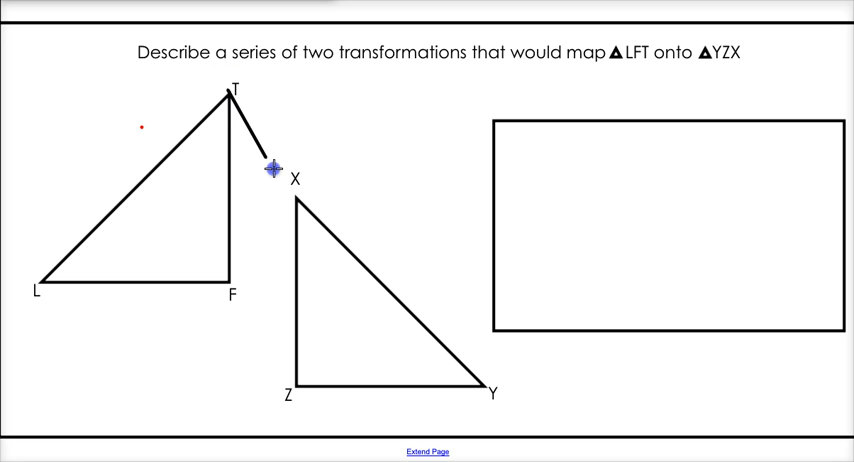 Describe a series of two transformations that would map ▲LFT onto ▲YZX
T
X
L
F
Z
Y
Extend Page